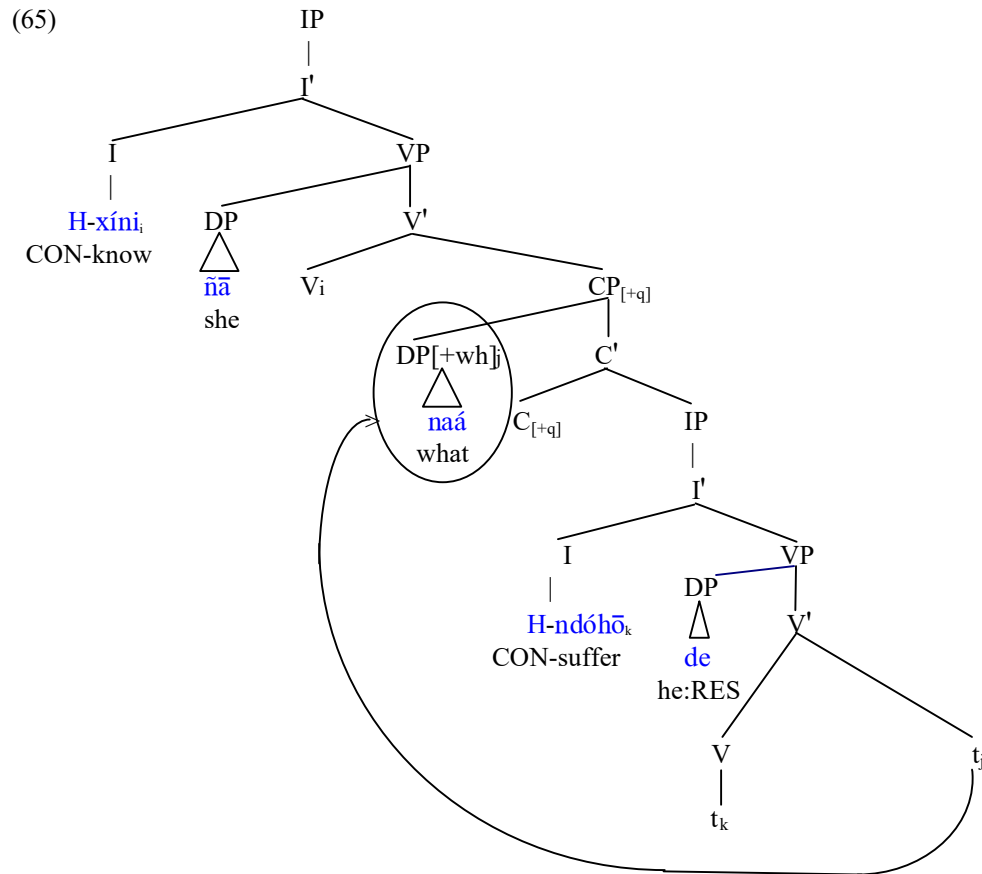 (65) IP
|
I'
I VP
| DP V'
H-xíniᵢ
CON-know
ñā Vi CP[+q]
she
DP[+wh]j C'
naá C[+q] IP
what |
I'
I VP
| DP
H-ndóhōₖ V'
CON-suffer de
he:RES
V tj
tk